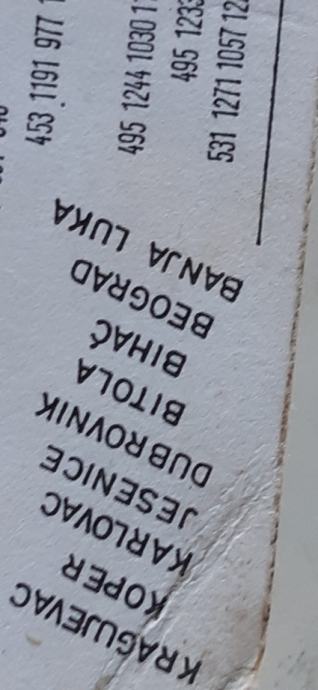 453 1191 977
495 1244 1030
495 1233
531 1271 1057
BANJA LUKA
BEOGRAD
BIHAĆ
BITOLA
DUBROVNIK
JESENICE
KARLOVAC
KOPER
KRAGUJEVAC